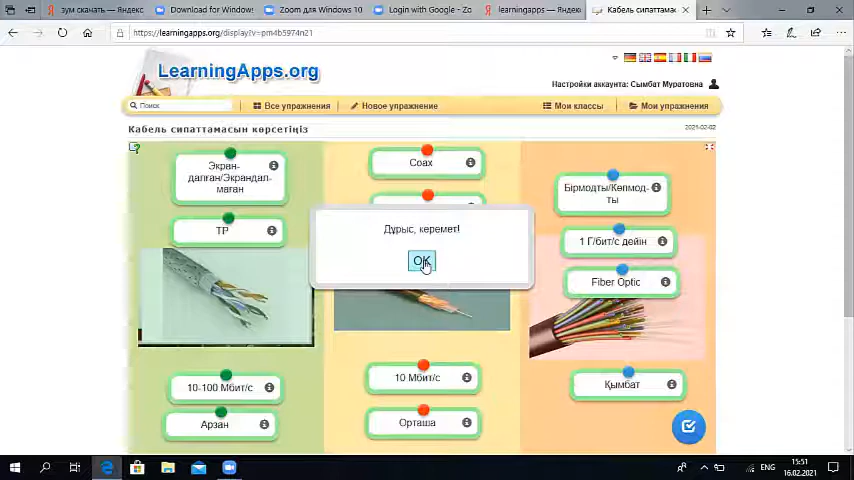 зум скачать — Яндекс
Download for Window
Zoom для Windows 10
Login with Google - Zo
learningapps — Яндекс
Кабель сипаттамас
https://learningapps.org/display?v=pm4b5974n21
LearningApps.org
Настройки аккаунта: Сымбат Муратовна
Поиск
Все упражнения
Новое упражнение
Мои классы
Мои упражнения
Кабель сипаттамасын көрсетіңіз
2021-02-02
Экран-
далған/Экрандал-
маған
Coax
Бірмодты/Көпмод-
ты
ТР
Дұрыс, керемет!
OK
1 Г/бит/с дейін
Fiber Optic
10-100 Мбит/с
10 Мбит/с
Қымбат
Арзан
Орташа
ENG
15:51
16.02.2021